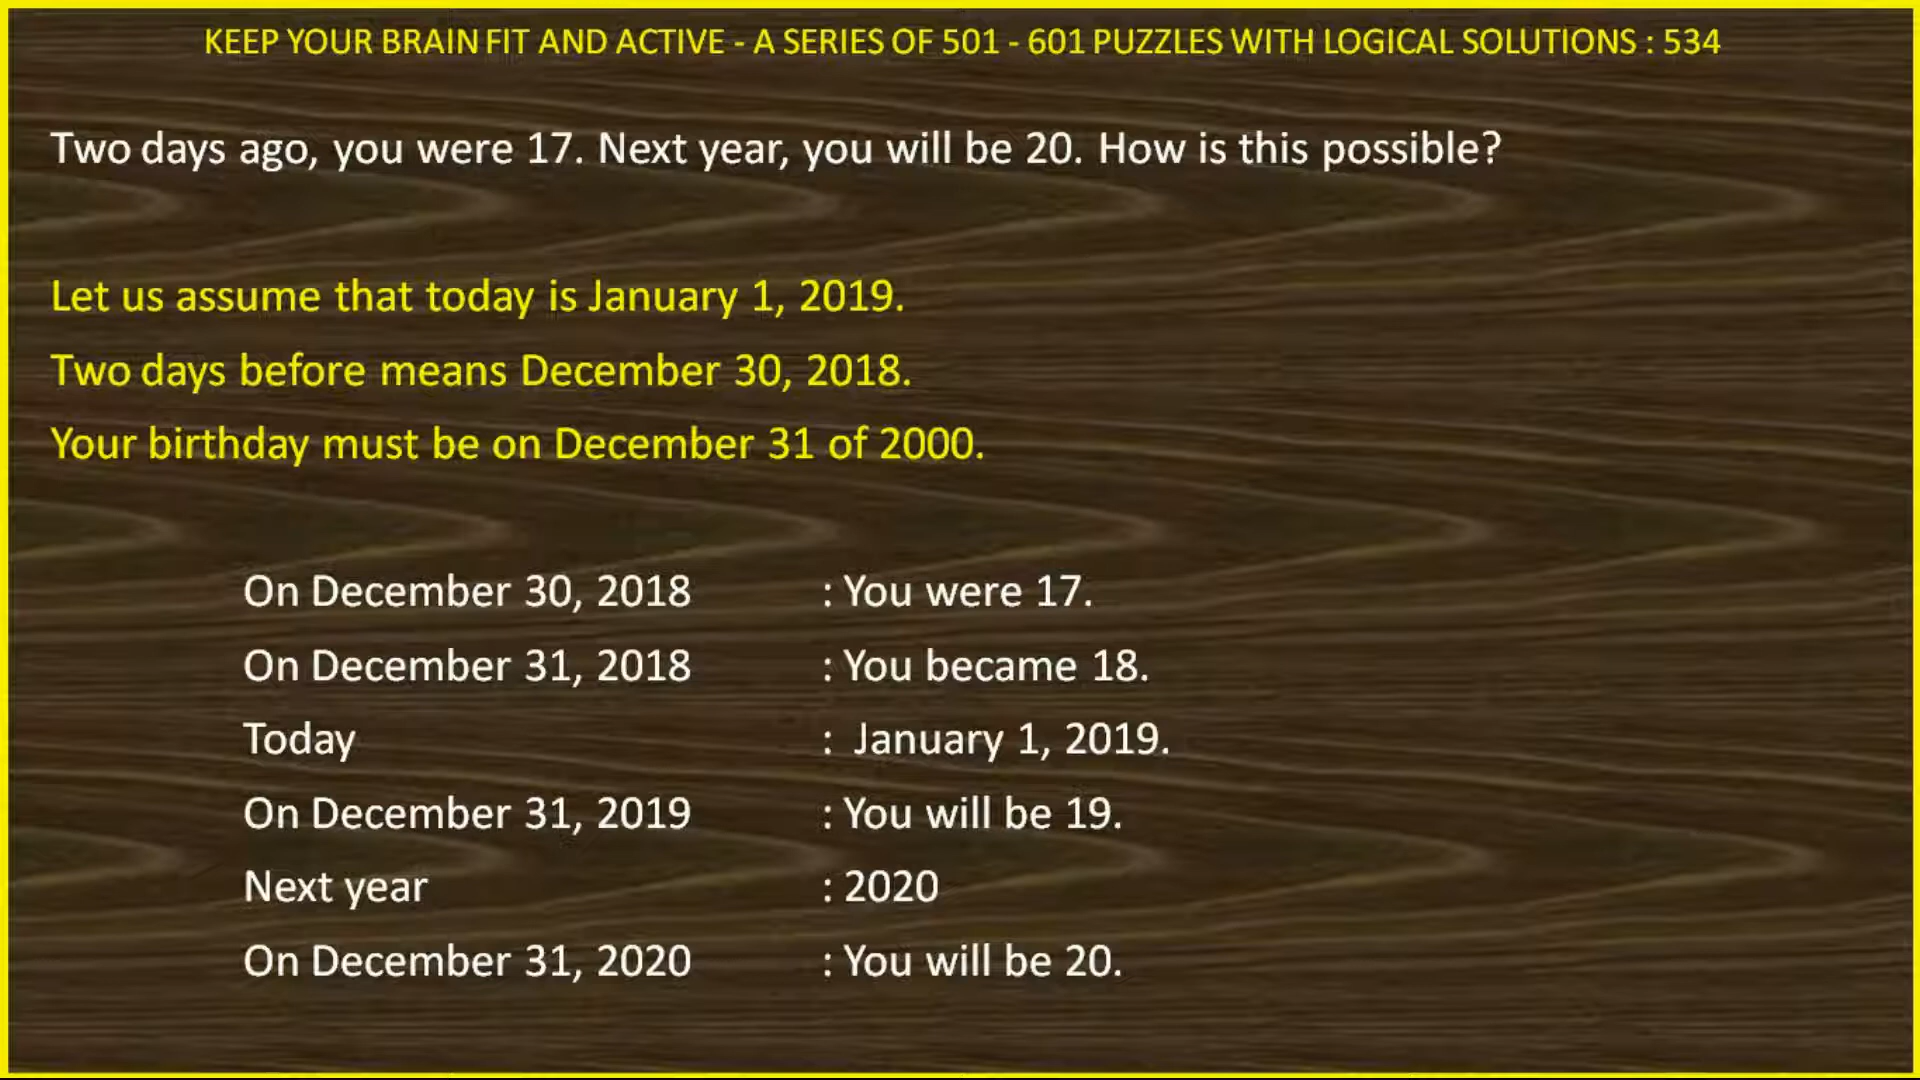 KEEP YOUR BRAIN FIT AND ACTIVE - A SERIES OF 501 - 601 PUZZLES WITH LOGICAL SOLUTIONS : 534
Two days ago, you were 17. Next year, you will be 20. How is this possible?
Let us assume that today is January 1, 2019.
Two days before means December 30, 2018.
Your birthday must be on December 31 of 2000.
On December 30, 2018 : You were 17.
On December 31, 2018 : You became 18.
Today : January 1, 2019.
On December 31, 2019 : You will be 19.
Next year : 2020
On December 31, 2020 : You will be 20.